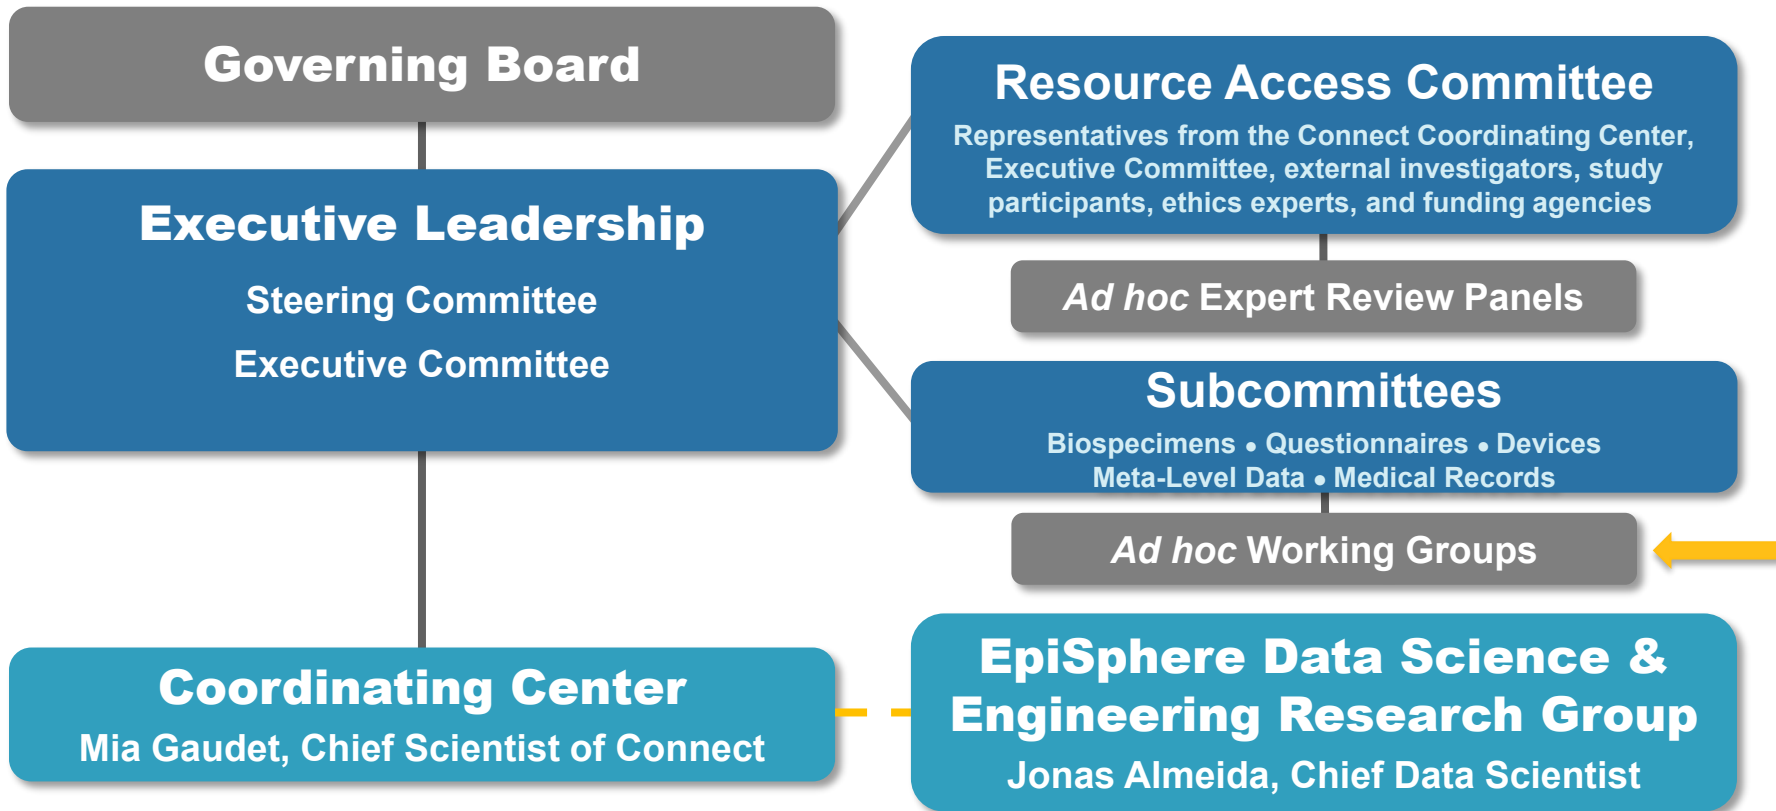 Governing Board
Executive Leadership
Steering Committee
Executive Committee
Coordinating Center
Mia Gaudet, Chief Scientist of Connect
Resource Access Committee
Representatives from the Connect Coordinating Center,
Executive Committee, external investigators, study
participants, ethics experts, and funding agencies
Ad hoc Expert Review Panels
Subcommittees
Biospecimens • Questionnaires • Devices
Meta-Level Data • Medical Records
Ad hoc Working Groups
EpiSphere Data Science &
Engineering Research Group
Jonas Almeida, Chief Data Scientist